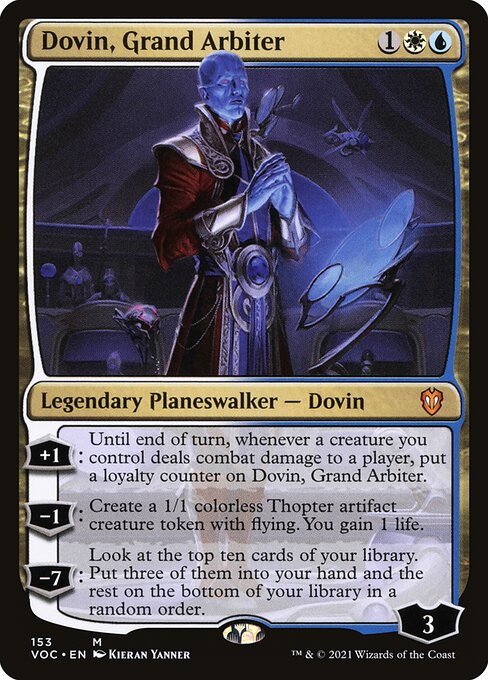 Dovin, Grand Arbiter 1
Legendary Planeswalker — Dovin
+1: Until end of turn, whenever a creature you
control deals combat damage to a player, put
a loyalty counter on Dovin, Grand Arbiter.
−1: Create a 1/1 colorless Thopter artifact
creature token with flying. You gain 1 life.
−7: Look at the top ten cards of your library.
Put three of them into your hand and the
rest on the bottom of your library in a
random order.
3
153 M
VOC • EN Kieran Yanner
™ & © 2021 Wizards of the Coast